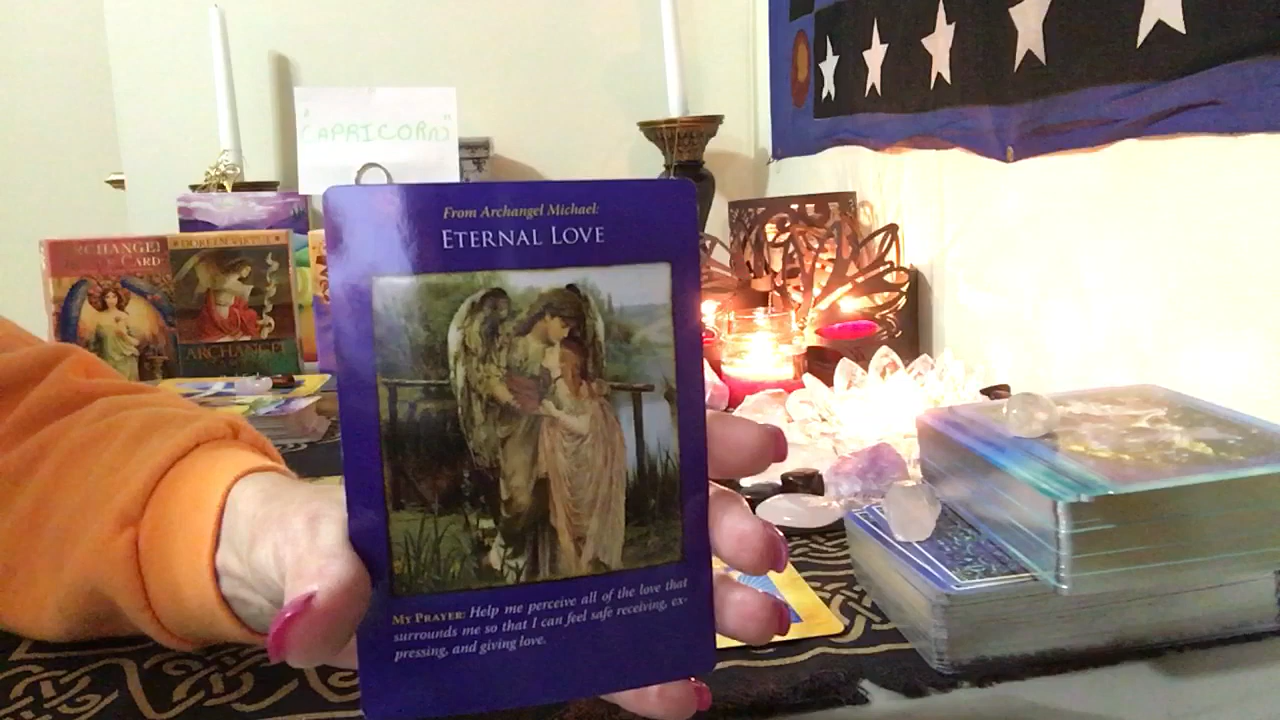 "CAPRICORN"
From Archangel Michael:
ETERNAL LOVE
ARCHANGEL
CARD
DOREEN VIRTUE
ARCHANGEL
MY PRAYER: Help me perceive all of the love that
surrounds me so that I can feel safe receiving, ex-
pressing, and giving love.